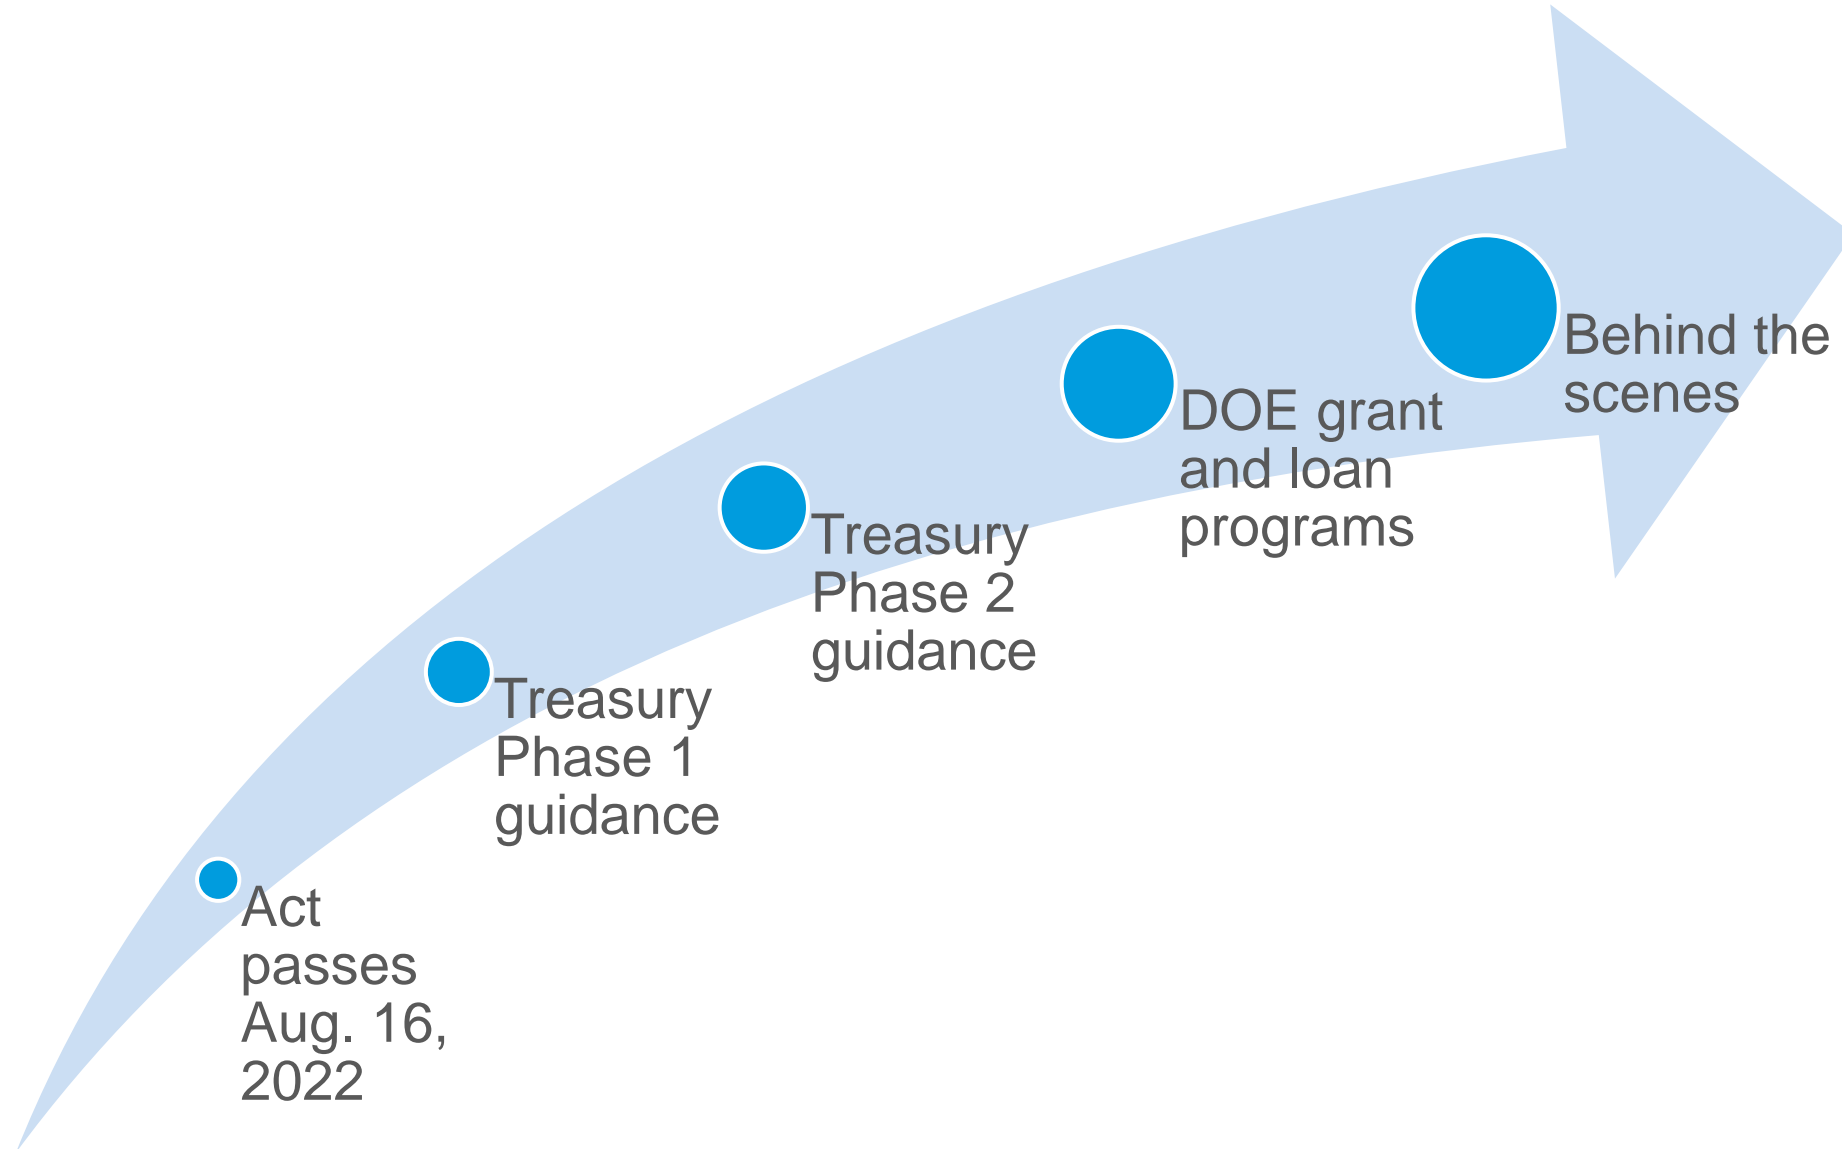 Act
passes
Aug. 16,
2022
Treasury
Phase 1
guidance
Treasury
Phase 2
guidance
DOE grant
and loan
programs
Behind the
scenes